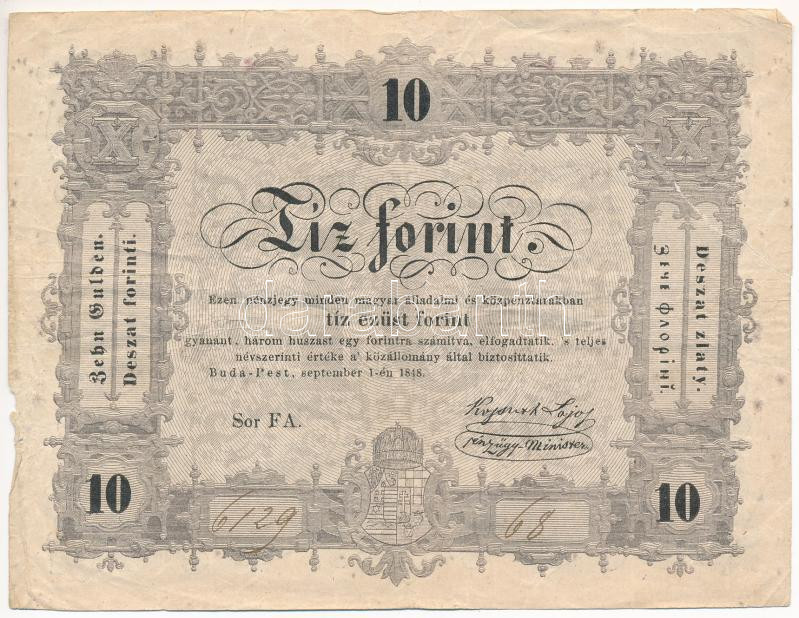 10
X
X
Tíz forint.
Ezen pénzjegy minden magyar álladalmi és közpénztárakban
tíz ezüst forint
gyanánt, három huszast egy forintra számítva, elfogadtatik, 's teljes
névszerinti értéke a' közállomány által biztosíttatik.
Buda-Pest, september 1-én 1848.
Sor FA.
Kossuth Lajos
pénzügy-Minister
Zehn Gulden.
Deszat forinti.
Deszat zlaty.
10
6129
68
10
darabanth